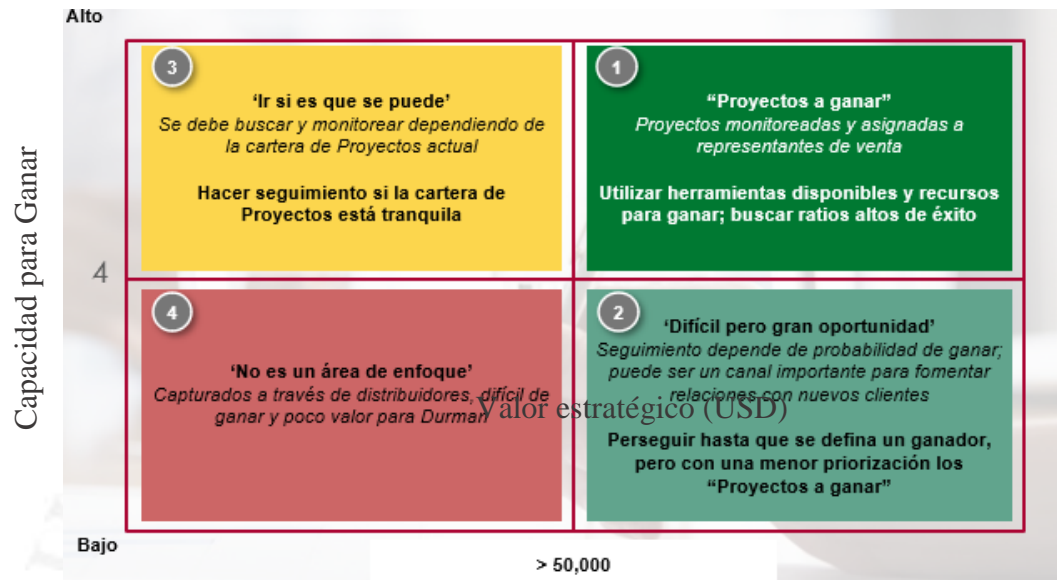 Alto
Capacidad para Ganar
3
‘Ir si es que se puede’
Se debe buscar y monitorear dependiendo de
la cartera de Proyectos actual
Hacer seguimiento si la cartera de
Proyectos está tranquila
1
“Proyectos a ganar”
Proyectos monitoreadas y asignadas a
representantes de venta
Utilizar herramientas disponibles y recursos
para ganar; buscar ratios altos de éxito
4
4
‘No es un área de enfoque’
Capturados a través de distribuidores, difícil de
ganar y poco valor para Durman
2
‘Difícil pero gran oportunidad’
Seguimiento depende de probabilidad de ganar;
puede ser un canal importante para fomentar
relaciones con nuevos clientes
Perseguir hasta que se defina un ganador,
pero con una menor priorización los
“Proyectos a ganar”
Valor estratégico (USD)
Bajo
> 50,000